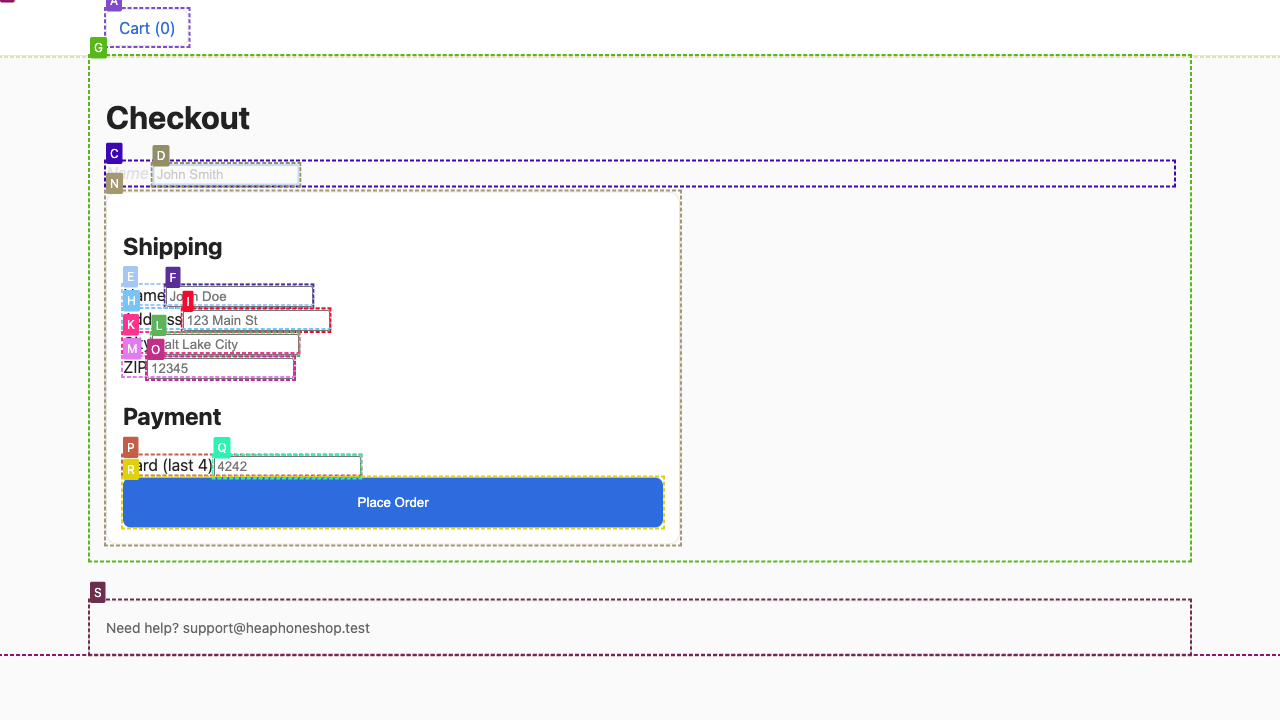 A
Cart (0)
G
Checkout
C
D
Name
John Smith
N
Shipping
E
F
Name
John Doe
H
I
Address
123 Main St
K
L
City
Salt Lake City
M
O
ZIP
12345
Payment
P
Q
Card (last 4)
4242
R
Place Order
S
Need help? support@heaphoneshop.test